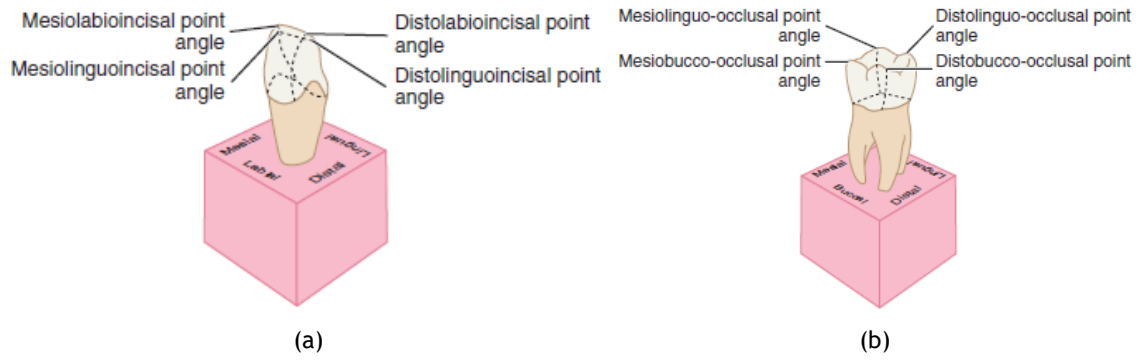 Mesiolabioincisal point
angle
Mesiolinguoincisal point
angle
Distolabioincisal point
angle
Distolinguoincisal point
angle
Mesial
Lingual
Labial
Distal
(a)
Mesiolinguo-occlusal point
angle
Mesiobucco-occlusal point
angle
Distolinguo-occlusal point
angle
Distobucco-occlusal point
angle
Mesial
Lingual
Buccal
Distal
(b)